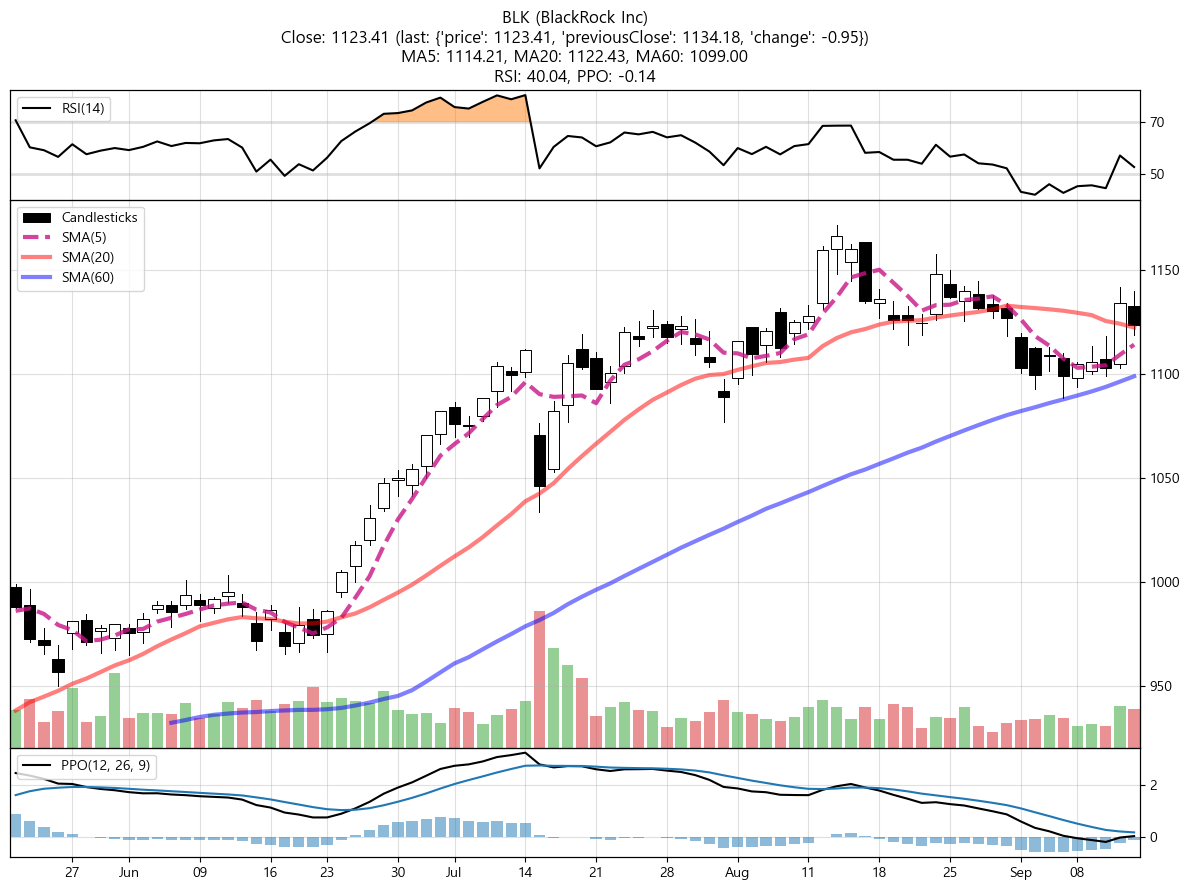 BLK (BlackRock Inc)
Close: 1123.41 (last: {'price': 1123.41, 'previousClose': 1134.18, 'change': -0.95})
MA5: 1114.21, MA20: 1122.43, MA60: 1099.00
RSI: 40.04, PPO: -0.14
RSI(14)
70
50
Candlesticks
SMA(5)
SMA(20)
SMA(60)
1150
1100
1050
1000
950
PPO(12, 26, 9)
2
0
27 Jun 09 16 23 30 Jul 14 21 28 Aug 11 18 25 Sep 08